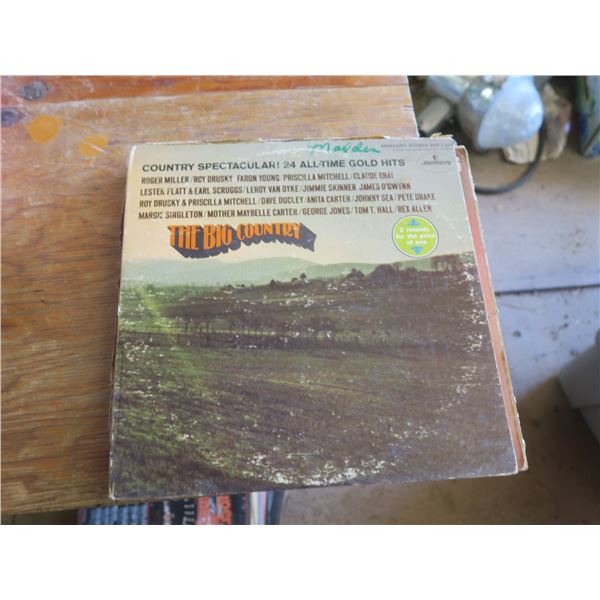 Madden
MERCURY STEREO
mercury
COUNTRY SPECTACULAR! 24 ALL-TIME GOLD HITS
ROGER MILLER/ROY DRUSKY/FARON YOUNG/PRISCILLA MITCHELL/CLAUDE GRAY
LESTER FLATT & EARL SCRUGGS/LEROY VAN DYKE/JIMMIE SKINNER/JAMES O'GWYNN
ROY DRUSKY & PRISCILLA MITCHELL/DAVE DUDLEY/ANITA CARTER/JOHNNY SEA/PETE DRAKE
MARGIE SINGLETON/MOTHER MAYBELLE CARTER/GEORGE JONES/TOM T. HALL/REX ALLEN
THE BIG COUNTRY
2 records
for the price
of one